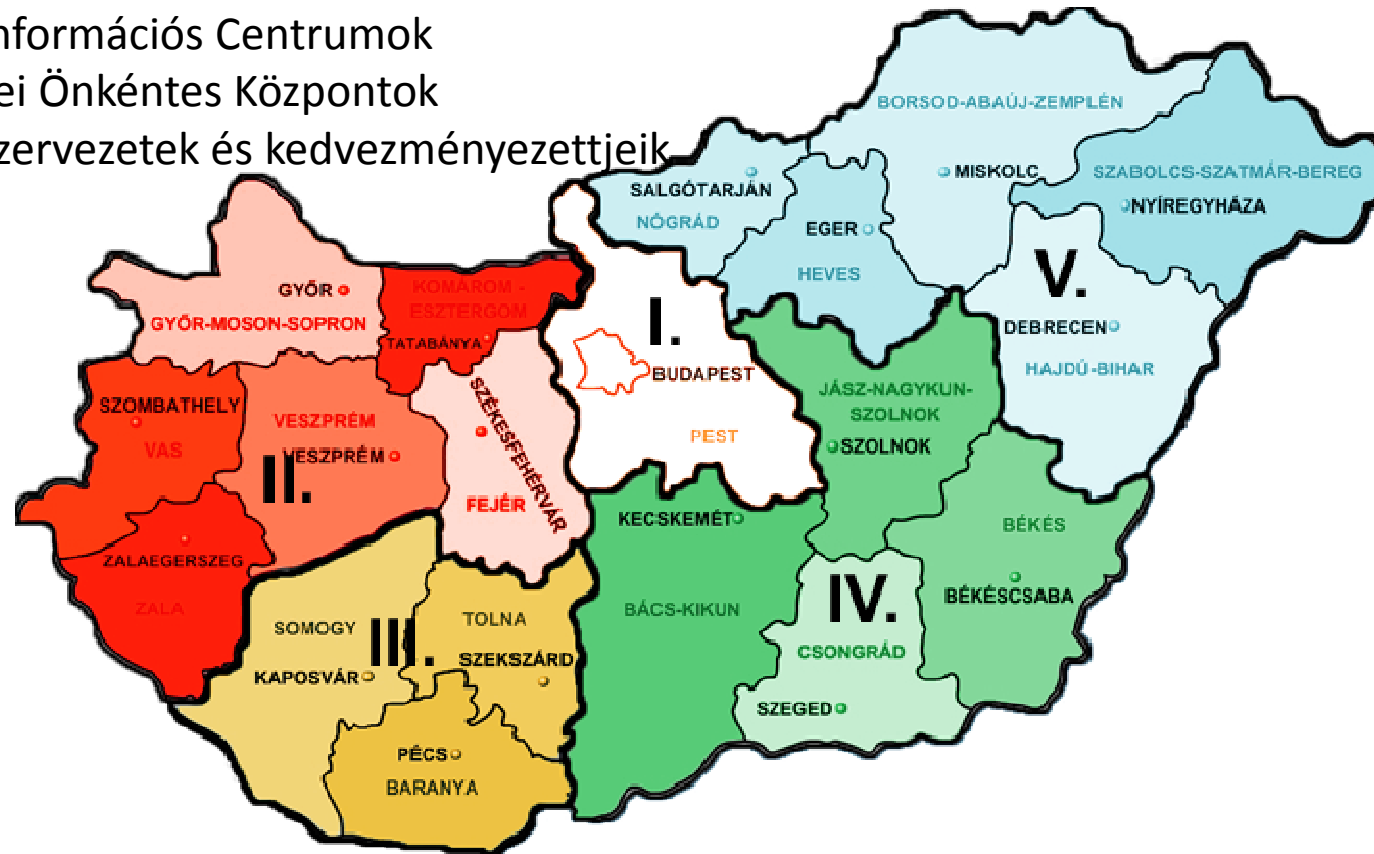 nformációs Centrumok
ei Önkéntes Központok
zervezetek és kedvezményezettjeik
BORSOD-ABAÚJ-ZEMPLÉN
MISKOLC
SZABOLCS-SZATMÁR-BEREG
NYÍREGYHÁZA
SALGÓTARJÁN
NÓGRÁD
EGER
HEVES
V.
DEBRECEN
HAJDÚ-BIHAR
GYŐR
GYŐR-MOSON-SOPRON
KOMÁROM -
ESZTERGOM
TATABÁNYA
I.
BUDAPEST
PEST
JÁSZ-NAGYKUN-
SZOLNOK
SZOLNOK
SZOMBATHELY
VAS
VESZPRÉM
VESZPRÉM
II.
SZÉKESFEHÉRVÁR
FEJÉR
ZALAEGERSZEG
ZALA
KECSKEMÉT
BÁCS-KIKUN
BÉKÉS
BÉKÉSCSABA
IV.
CSONGRÁD
SZEGED
SOMOGY
KAPOSVÁR
III.
TOLNA
SZEKSZÁRD
PÉCS
BARANYA